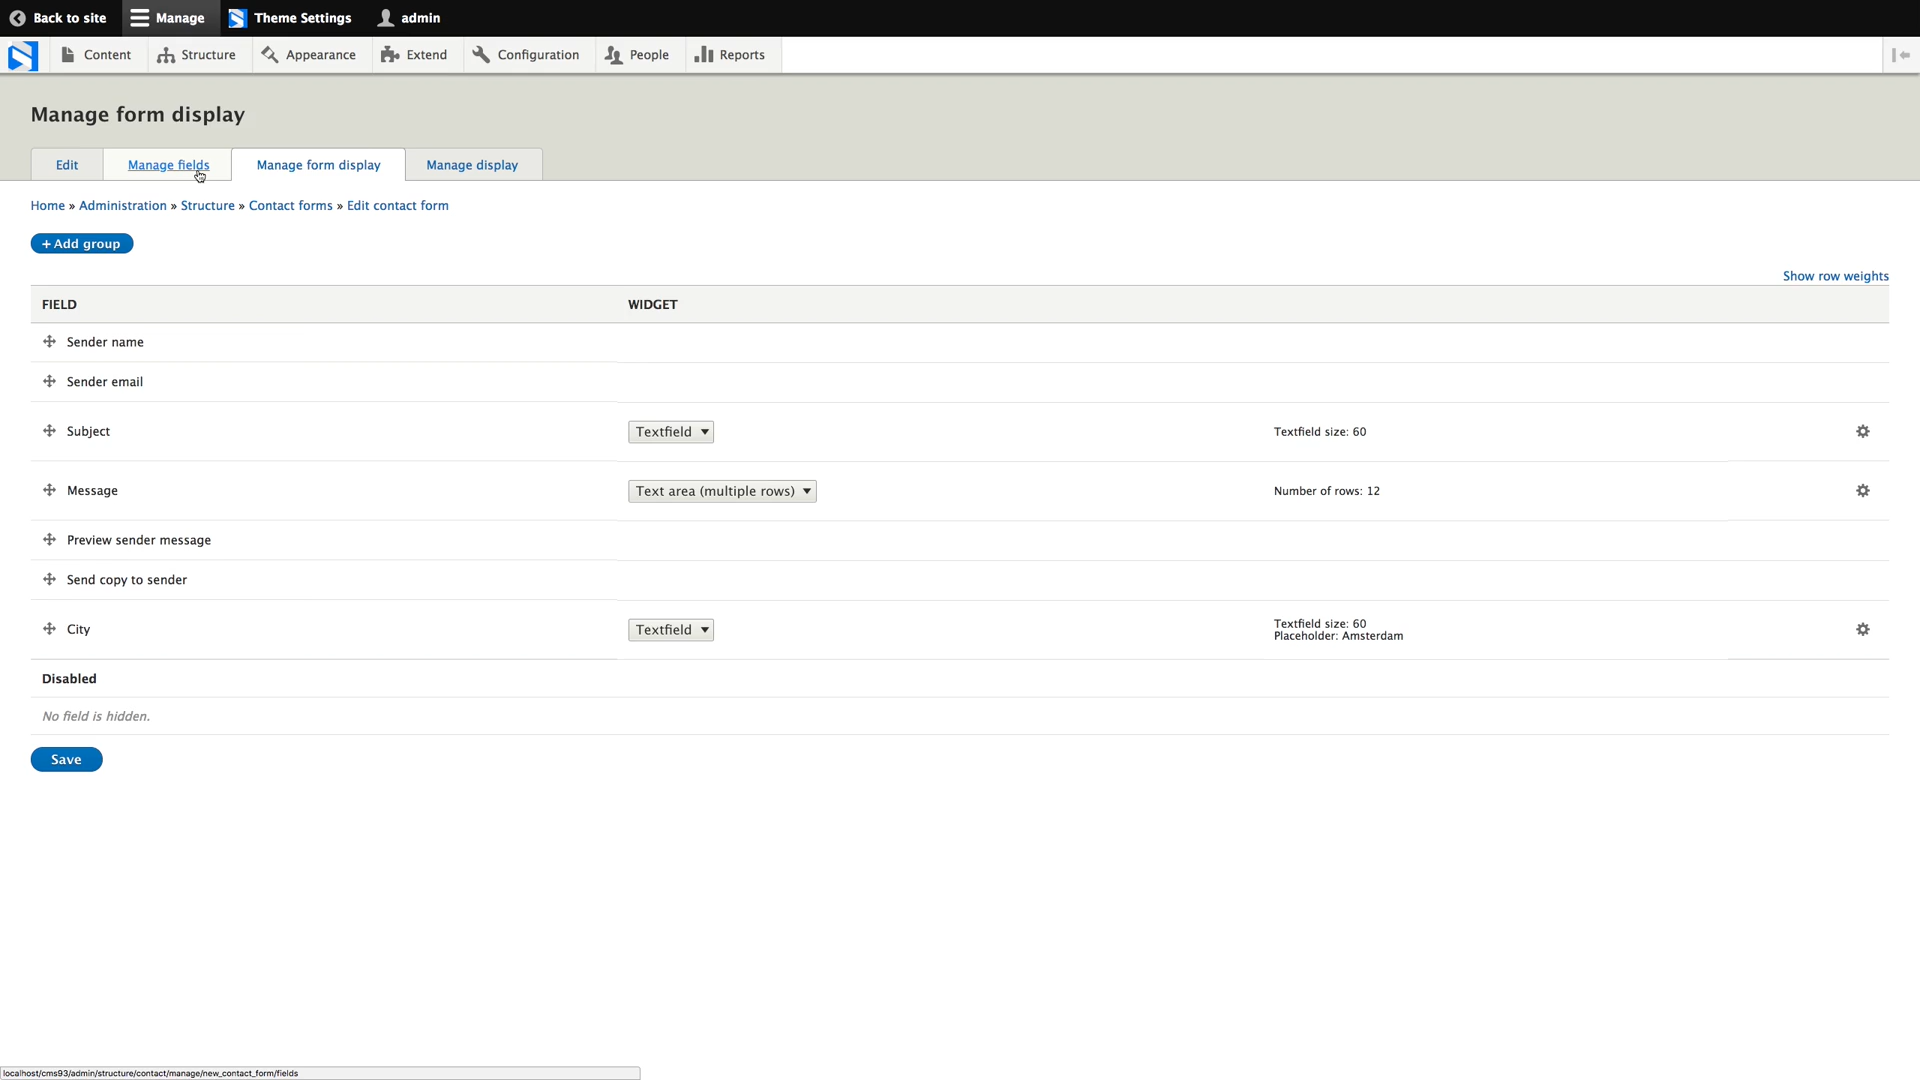 Back to site
Manage
Theme Settings
admin
Content
Structure
Appearance
Extend
Configuration
People
Reports
Manage form display
Edit
Manage fields
Manage form display
Manage display
Home » Administration » Structure » Contact forms » Edit contact form
+ Add group
Show row weights
FIELD
WIDGET
Sender name
Sender email
Subject
Textfield
Textfield size: 60
Message
Text area (multiple rows)
Number of rows: 12
Preview sender message
Send copy to sender
City
Textfield
Textfield size: 60
Placeholder: Amsterdam
Disabled
No field is hidden.
Save
localhost/cms93/admin/structure/contact/manage/new_contact_form/fields